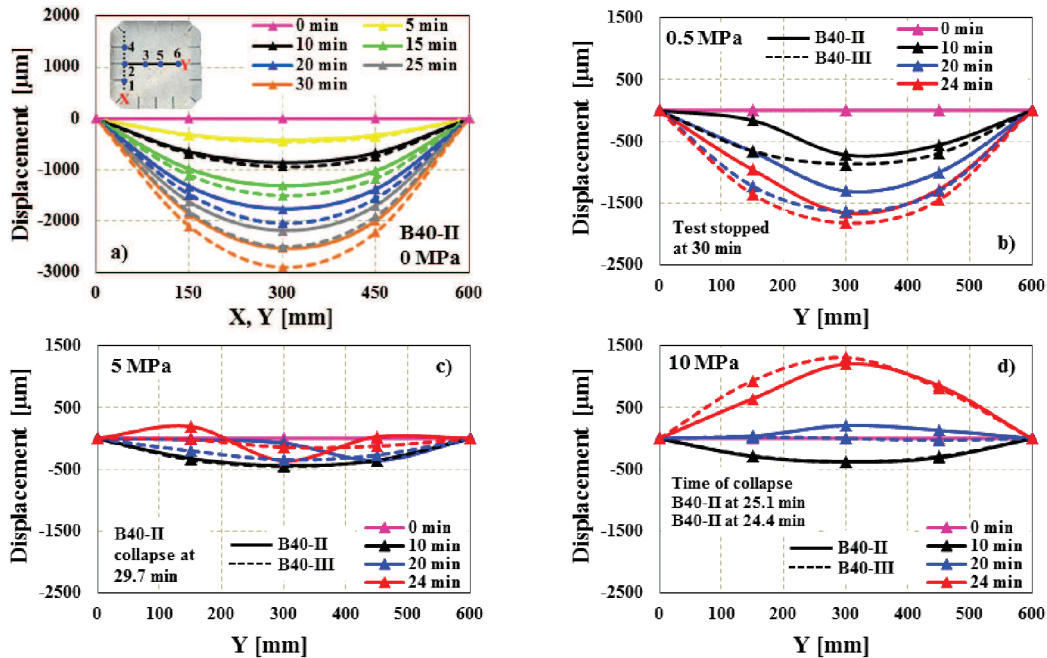 2000
1000
0
-1000
-2000
-3000
Displacement [µm]
0 150 300 450 600
X, Y [mm]
0 min 5 min
10 min 15 min
20 min 25 min
30 min
4
3 5 6
2 Y
1
X
a)
B40-II
0 MPa
1500
500
-500
-1500
-2500
Displacement [µm]
0 100 200 300 400 500 600
Y [mm]
0.5 MPa
B40-II
B40-III
0 min
10 min
20 min
24 min
Test stopped
at 30 min
b)
1500
500
-500
-1500
-2500
Displacement [µm]
0 100 200 300 400 500 600
Y [mm]
5 MPa
c)
B40-II
collapse at
29.7 min
B40-II
B40-III
0 min
10 min
20 min
24 min
1500
500
-500
-1500
-2500
Displacement [µm]
0 100 200 300 400 500 600
Y [mm]
10 MPa
d)
Time of collapse
B40-II at 25.1 min
B40-II at 24.4 min
B40-II
B40-III
0 min
10 min
20 min
24 min